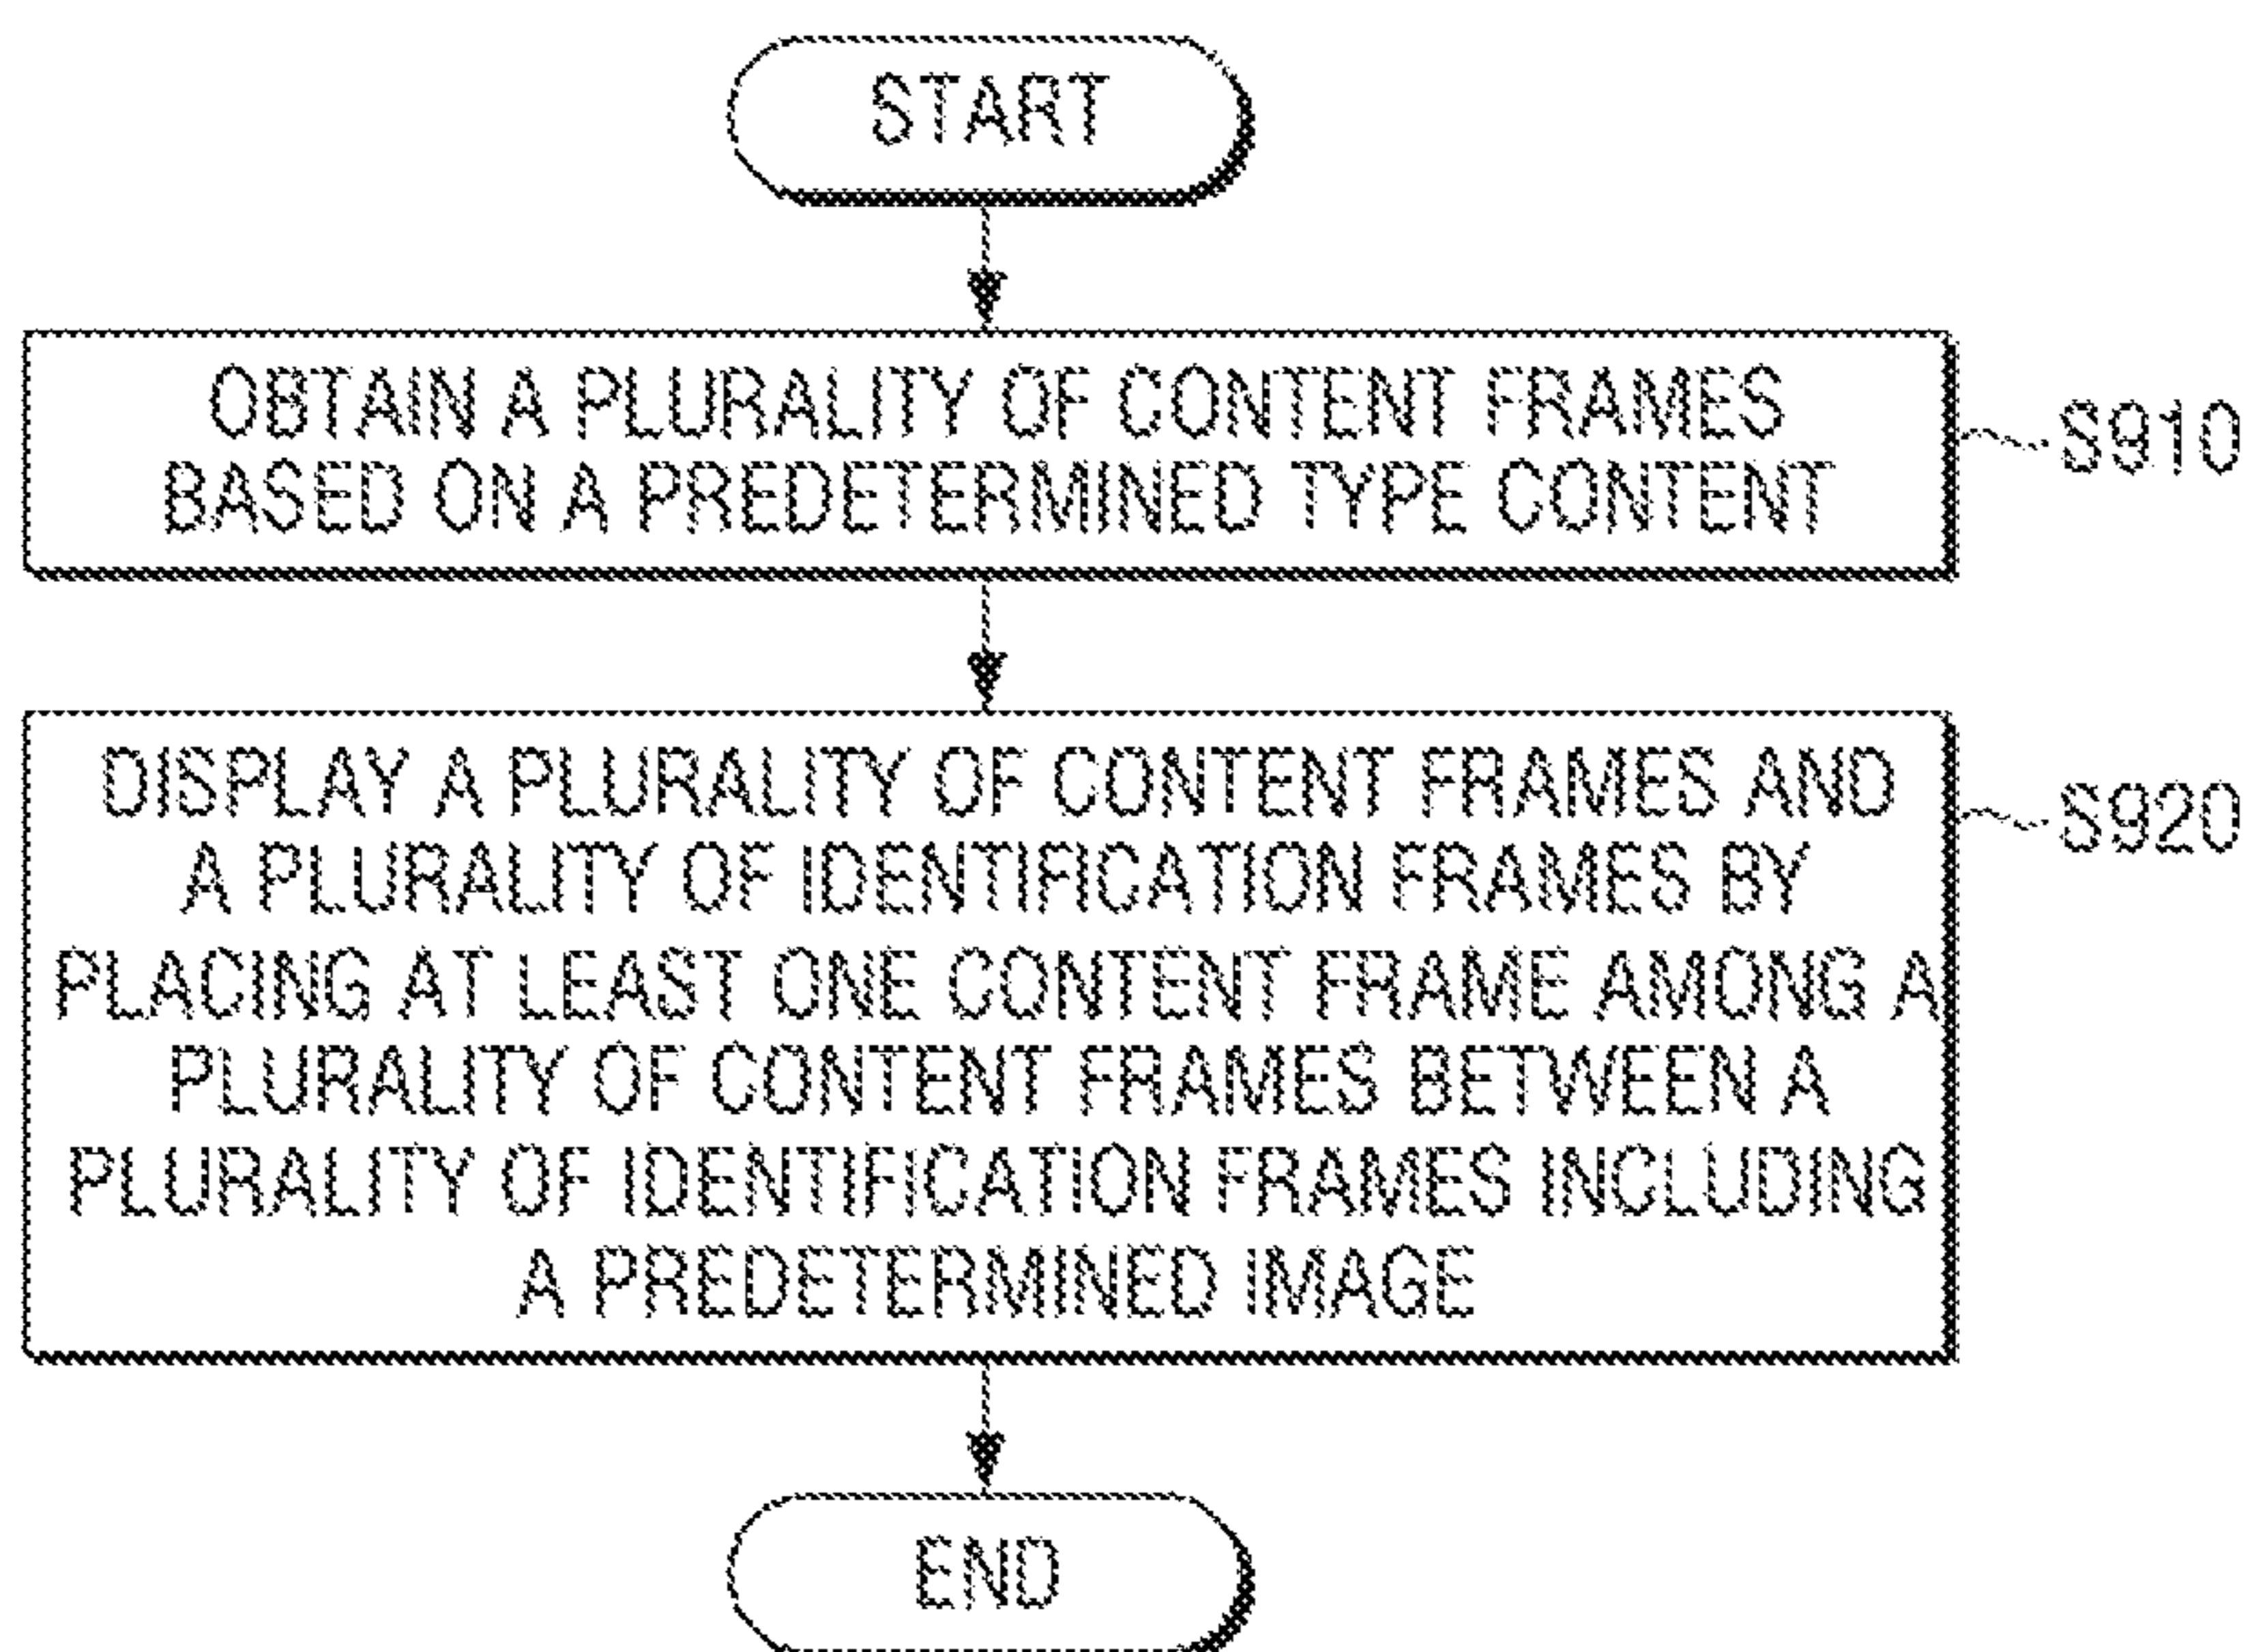 START
OBTAIN A PLURALITY OF CONTENT FRAMES
BASED ON A PREDETERMINED TYPE CONTENT
S910
DISPLAY A PLURALITY OF CONTENT FRAMES AND
A PLURALITY OF IDENTIFICATION FRAMES BY
PLACING AT LEAST ONE CONTENT FRAME AMONG A
PLURALITY OF CONTENT FRAMES BETWEEN A
PLURALITY OF IDENTIFICATION FRAMES INCLUDING
A PREDETERMINED IMAGE
S920
END